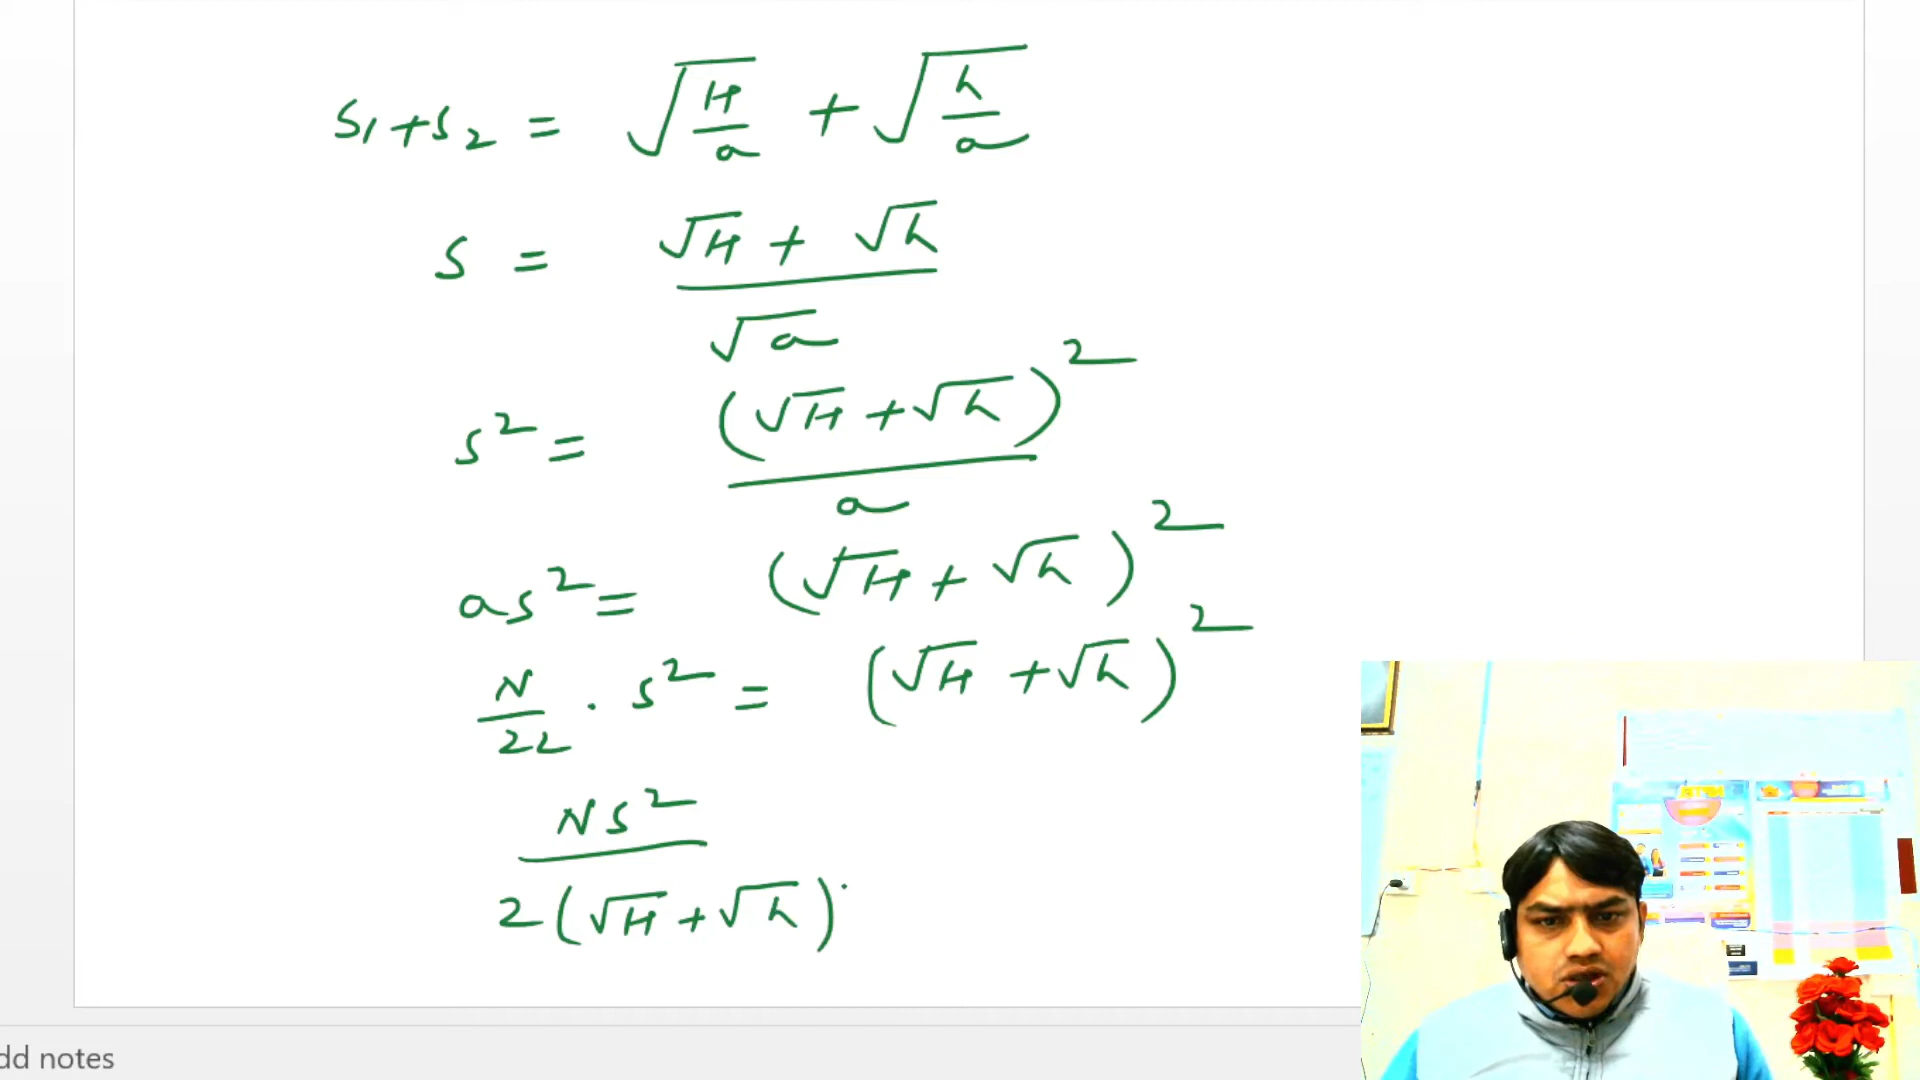 S₁+S₂ = √(H/a) + √(h/a)
S = (√H + √h)/√a
S² = (√H + √h)²/a
as² = (√H + √h)²
N/2L · s² = (√H + √h)²
NS²/2(√H + √h)
dd notes